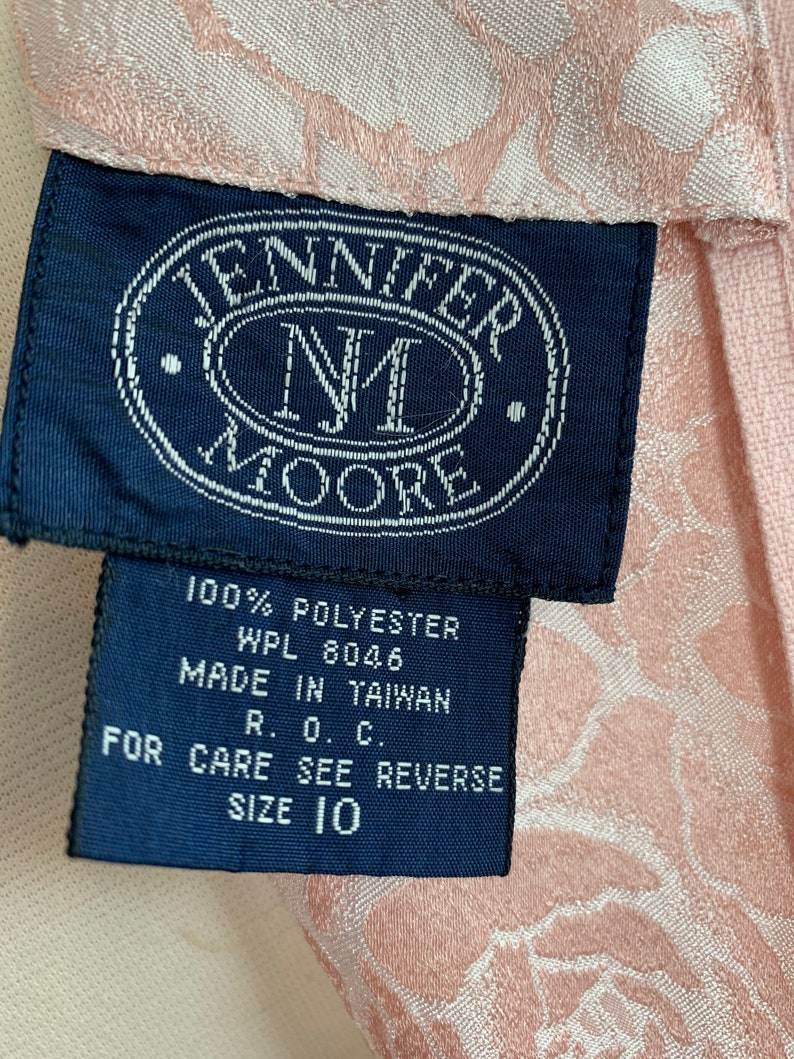 JENNIFER
JM
MOORE
100% POLYESTER
WPL 8046
MADE IN TAIWAN
R. O. C.
FOR CARE SEE REVERSE
SIZE 10